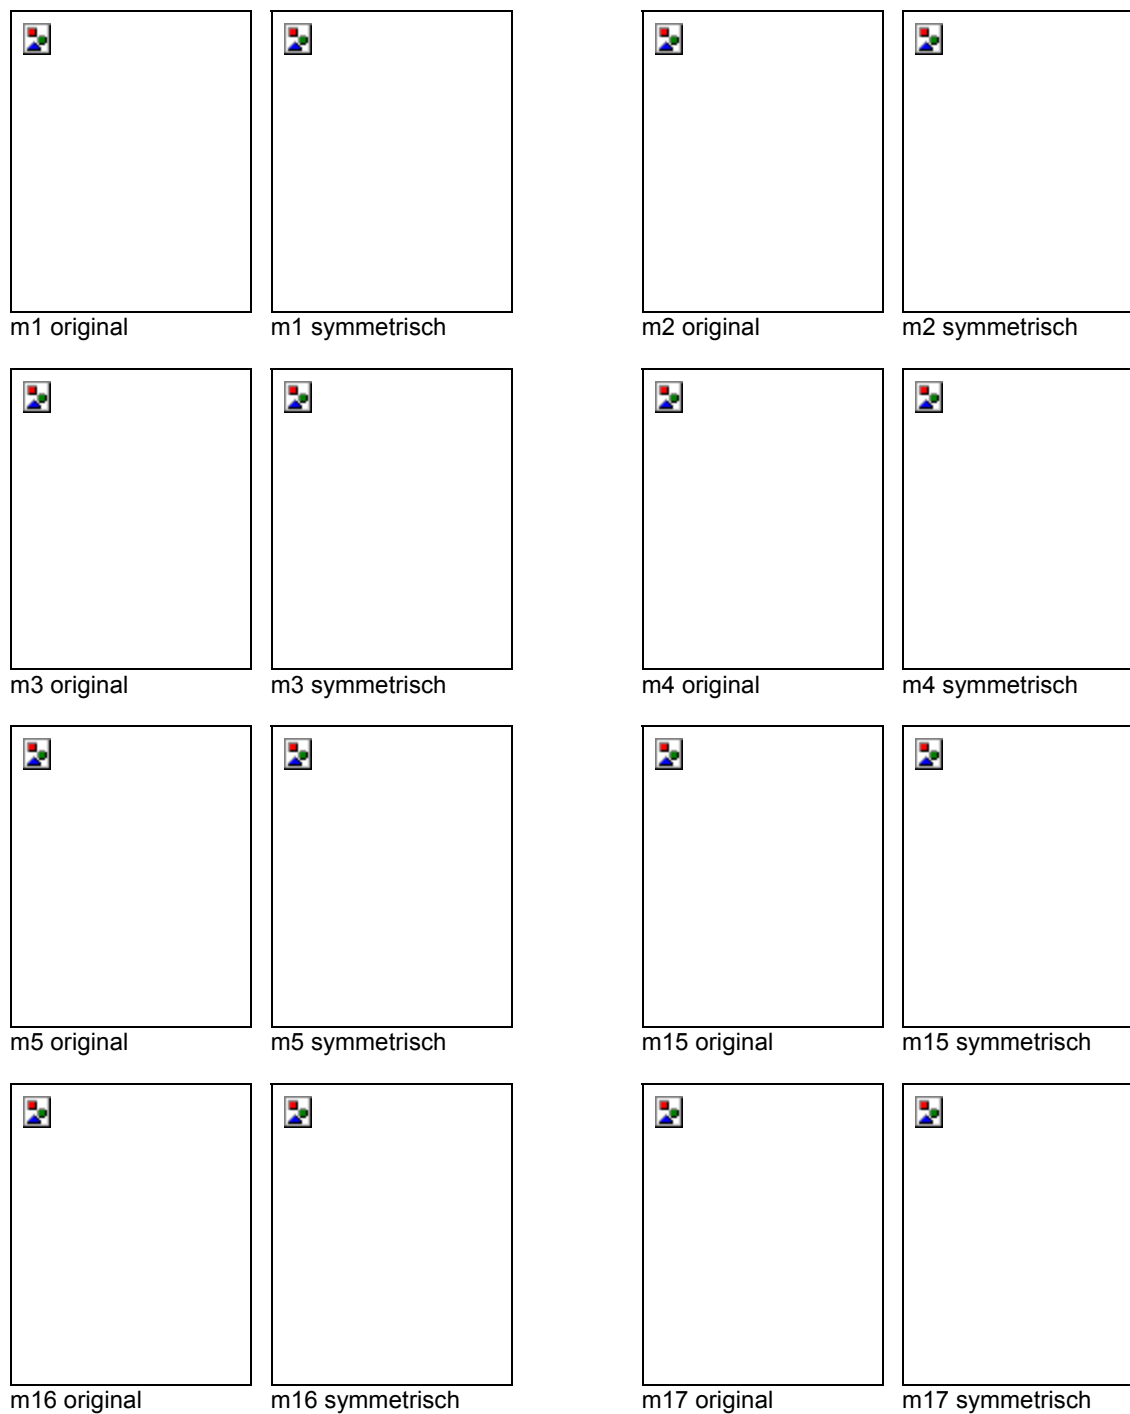 m1 original m1 symmetrisch m2 original m2 symmetrisch
m3 original m3 symmetrisch m4 original m4 symmetrisch
m5 original m5 symmetrisch m15 original m15 symmetrisch
m16 original m16 symmetrisch m17 original m17 symmetrisch